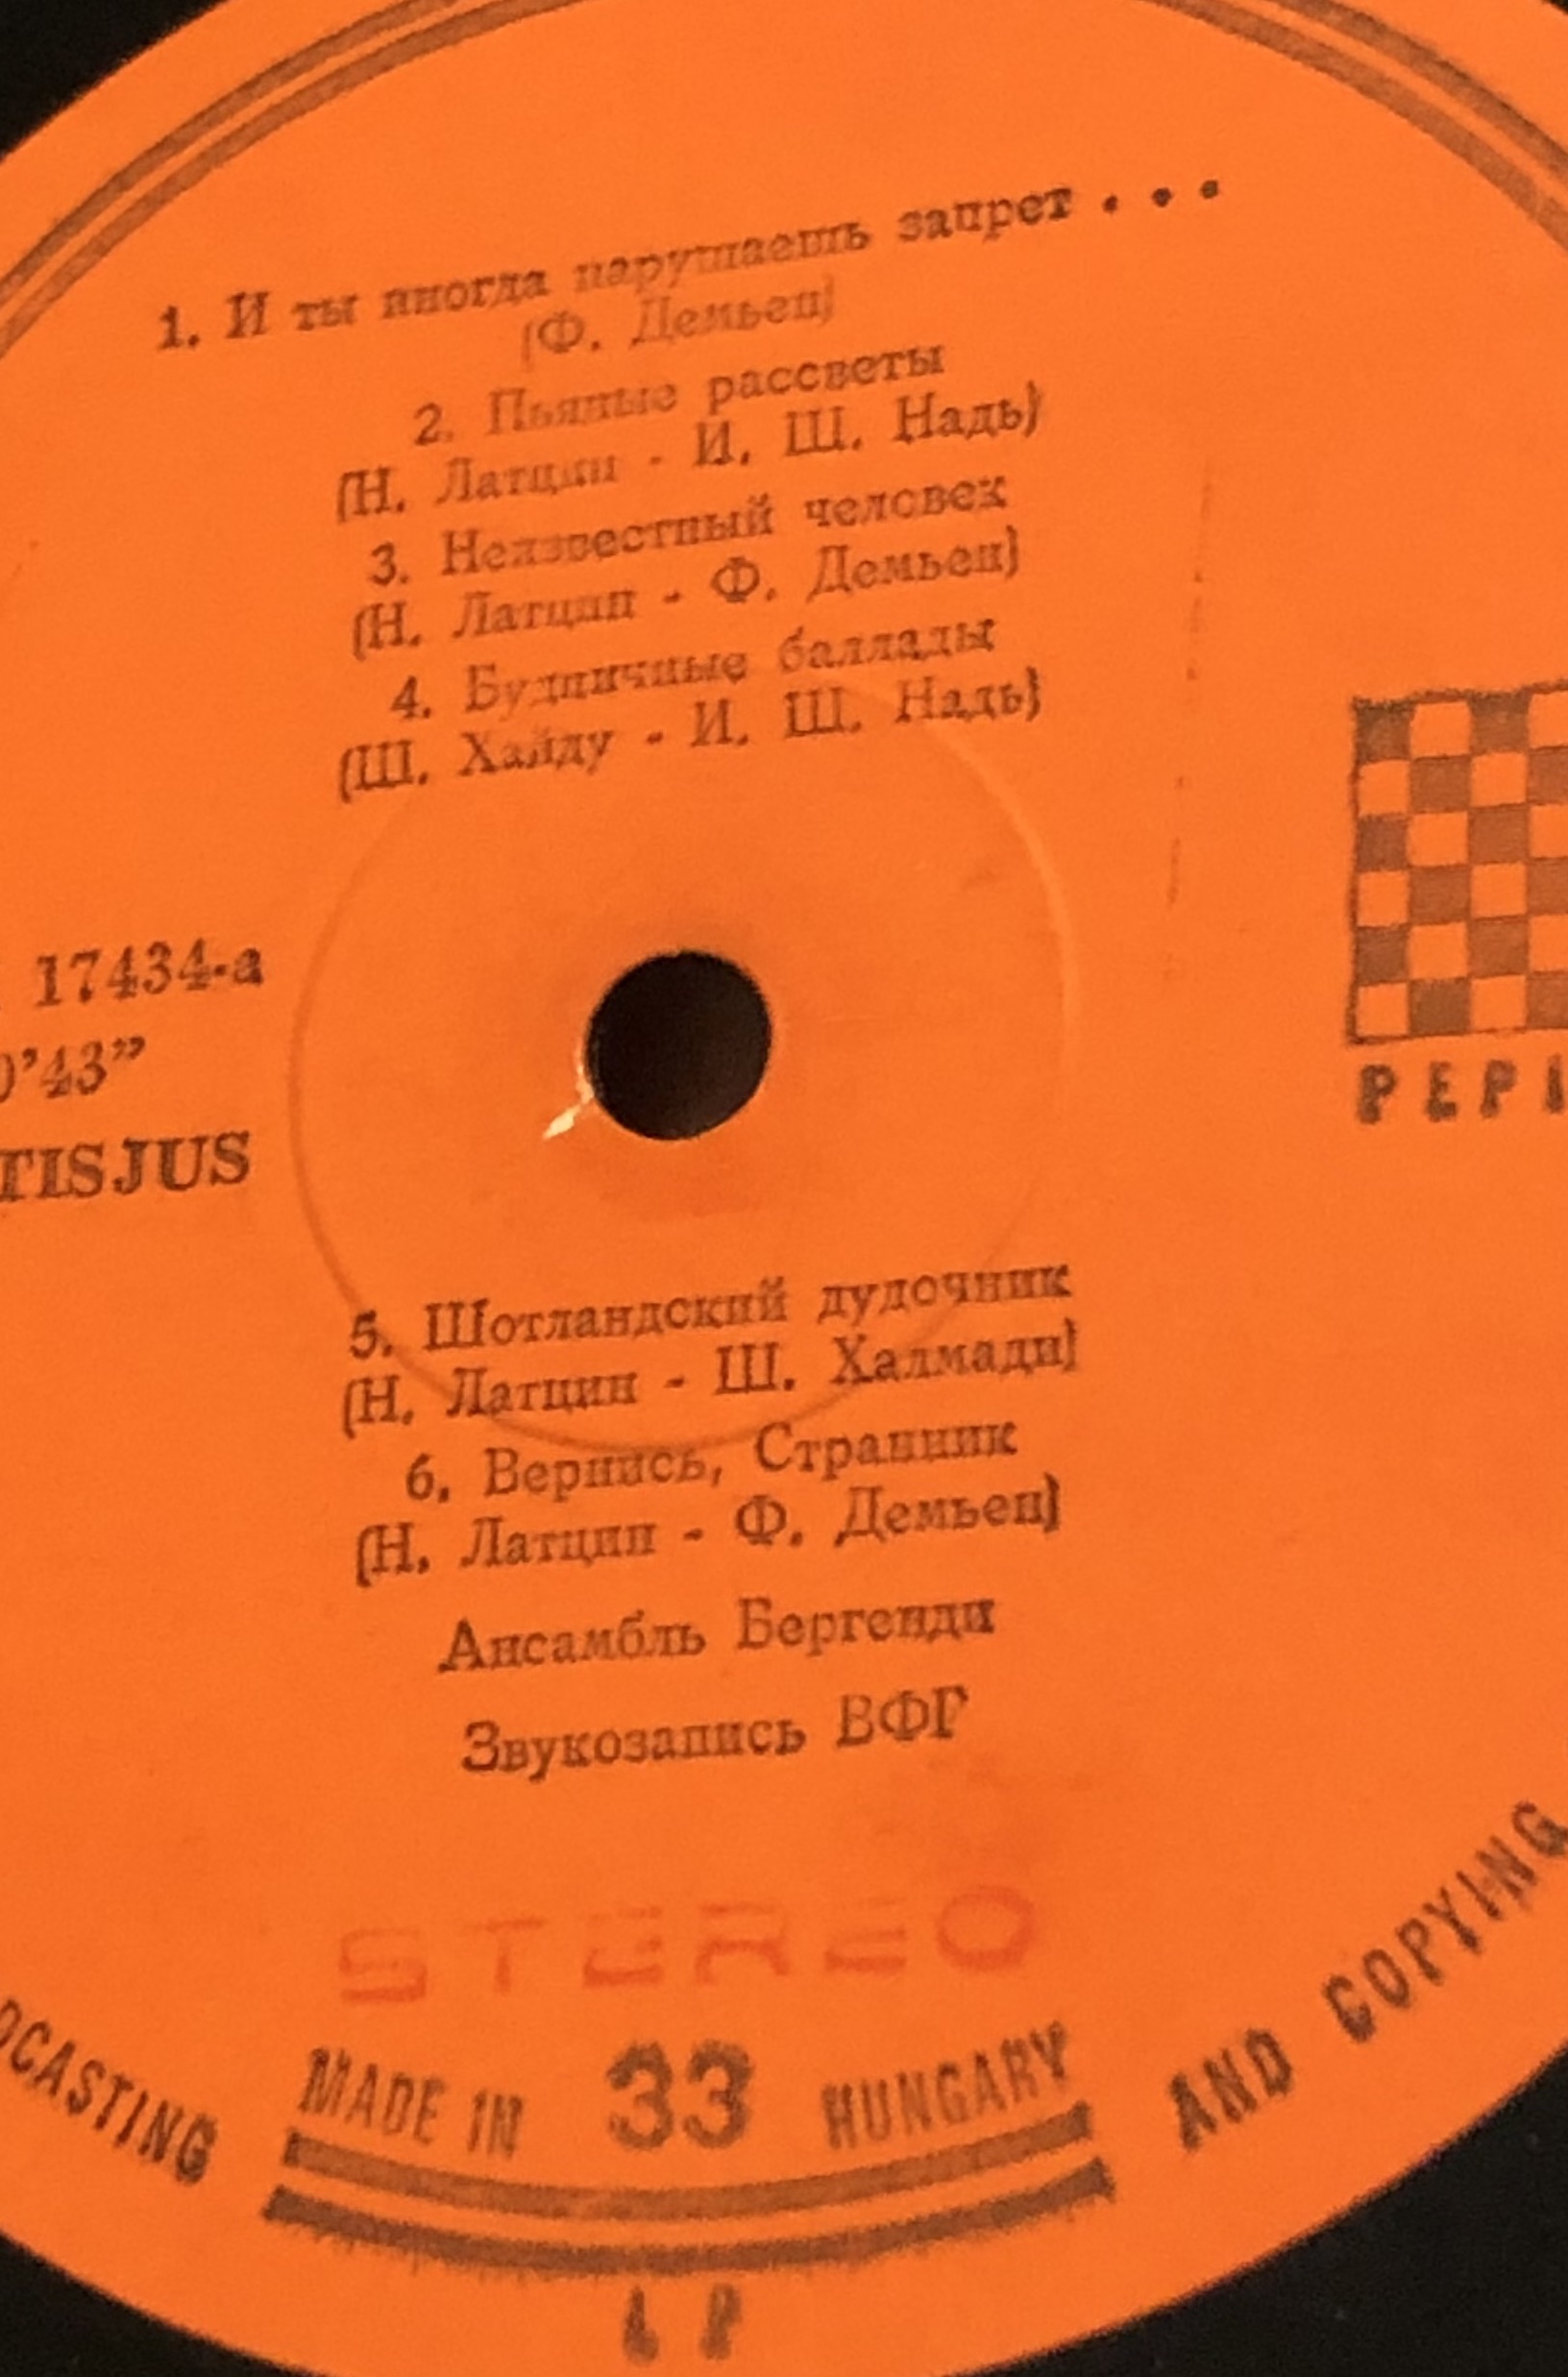 1. И ты иногда нарушаешь запрет...
(Ф. Демьен)
2. Пьяные рассветы
(Н. Латцин - И. Ш. Надь)
3. Неизвестный человек
(Н. Латцин - Ф. Демьен)
4. Будничные баллады
(Ш. Хайду - И. Ш. Надь)
17434-a
0'43”
TISJUS
PEPI
5. Шотландский дудочник
(Н. Латцин - Ш. Халмади)
6. Вернись, Странник
(Н. Латцин - Ф. Демьен)
Ансамбль Бергенди
Звукозапись ВФГ
STEREO
MADE IN 33 HUNGARY
DCASTING
AND COPYING
LP